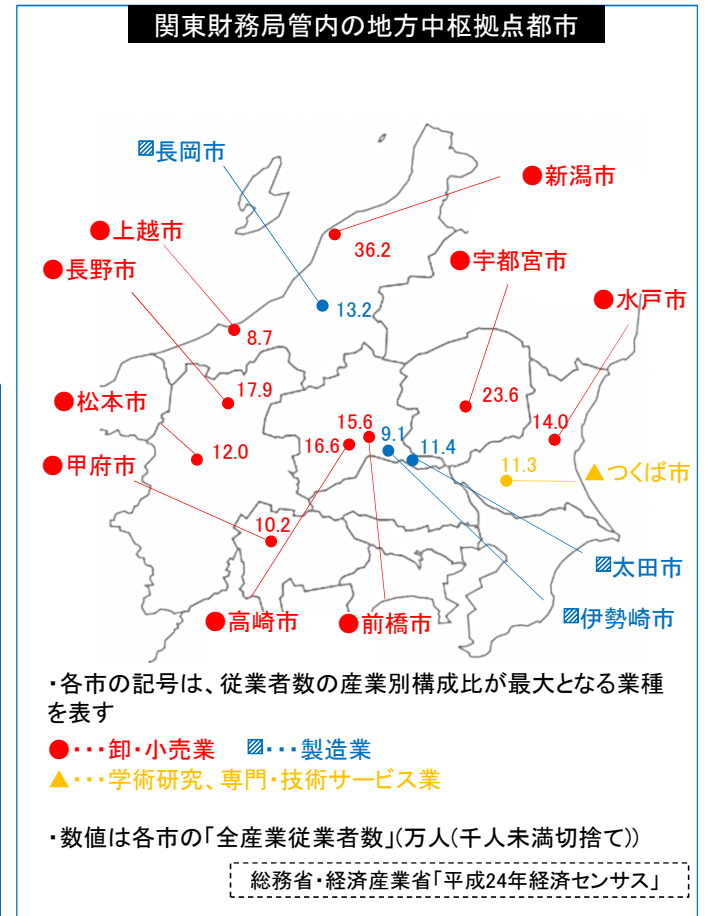 関東財務局管内の地方中枢拠点都市
▨長岡市
●新潟市
36.2
●上越市
●宇都宮市
●長野市
●水戸市
13.2
8.7
17.9
23.6
●松本市
15.6
14.0
16.6
9.1
11.4
12.0
●甲府市
11.3
▲つくば市
10.2
▨太田市
▨伊勢崎市
●高崎市
●前橋市
・各市の記号は、従業者数の産業別構成比が最大となる業種
を表す
●・・・卸・小売業 ▨・・・製造業
▲・・・学術研究、専門・技術サービス業
・数値は各市の「全産業従業者数」(万人(千人未満切捨て))
総務省・経済産業省「平成24年経済センサス」